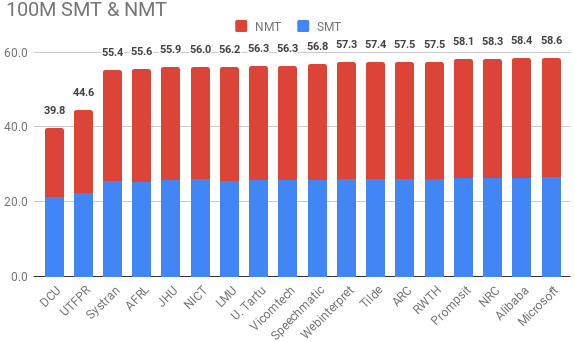 100M SMT & NMT
NMT SMT
60.0
40.0
20.0
0.0
39.8 44.6 55.4 55.6 55.9 56.0 56.2 56.3 56.3 56.8 57.3 57.4 57.5 57.5 58.1 58.3 58.4 58.6
DCU UTFPR Systran AFRL JHU NICT LMU U. Tartu Vicomtech Speechmatic Webinterpret Tilde ARC RWTH Prompsit NRC Alibaba Microsoft